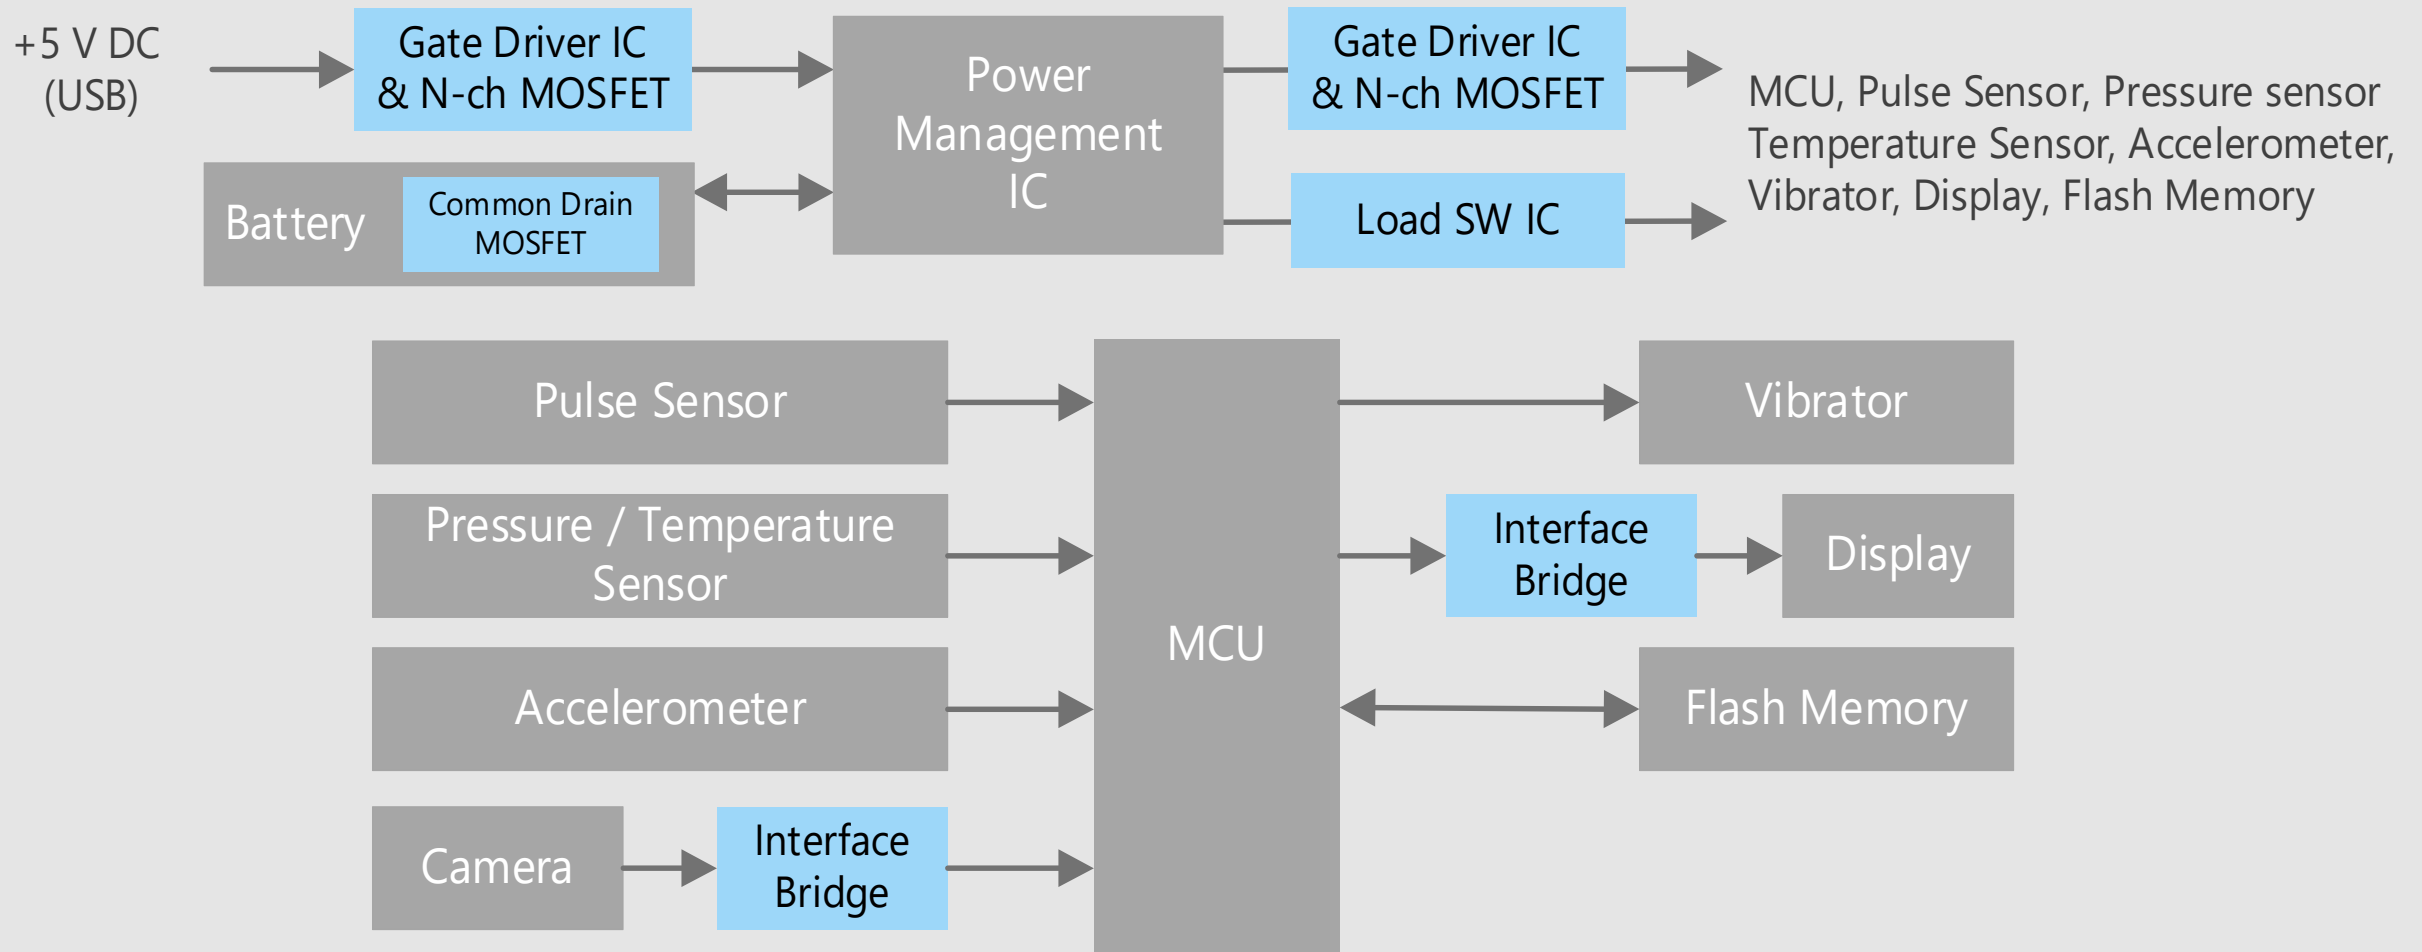 +5 V DC
(USB)
Gate Driver IC
& N-ch MOSFET
Power
Management
IC
Gate Driver IC
& N-ch MOSFET
MCU, Pulse Sensor, Pressure sensor
Temperature Sensor, Accelerometer,
Vibrator, Display, Flash Memory
Battery
Common Drain
MOSFET
Load SW IC
Pulse Sensor
Pressure / Temperature
Sensor
Accelerometer
Camera
Interface
Bridge
MCU
Vibrator
Interface
Bridge
Display
Flash Memory